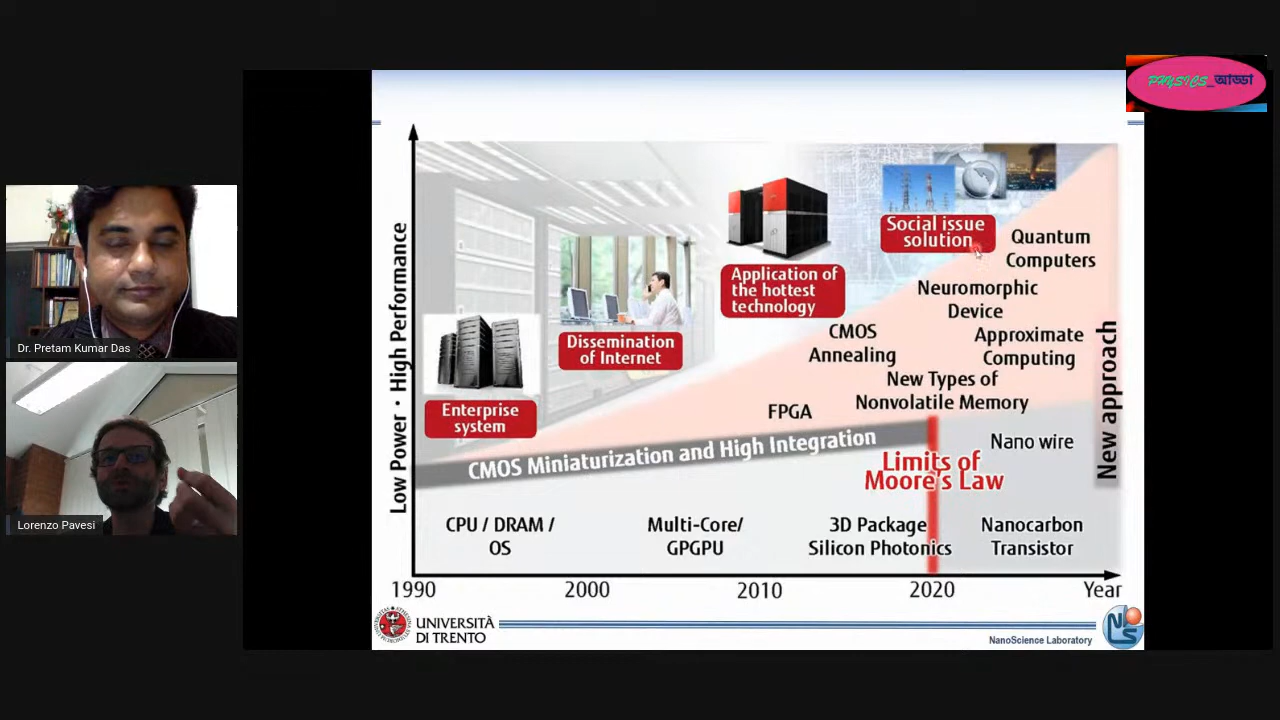 PHYSICS_আড্ডা
Dr. Pretam Kumar Das
Lorenzo Pavesi
Low Power・High Performance
Enterprise
system
Dissemination
of Internet
Application of
the hottest
technology
Social issue
solution
Quantum
Computers
Neuromorphic
Device
CMOS
Annealing
Approximate
Computing
New Types of
Nonvolatile Memory
FPGA
New approach
CMOS Miniaturization and High Integration
Nano wire
Limits of
Moore's Law
CPU / DRAM /
OS
Multi-Core/
GPGPU
3D Package
Silicon Photonics
Nanocarbon
Transistor
1990
2000
2010
2020
Year
UNIVERSITÀ
DI TRENTO
NanoScience Laboratory
NLS